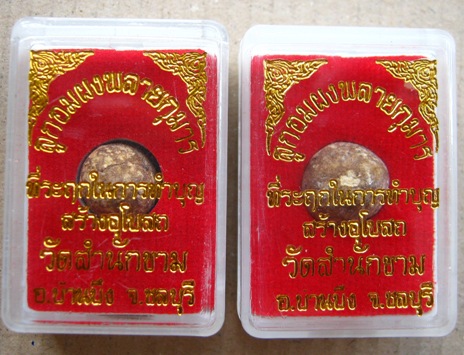 ลูกอมผงพลายกุมาร
ที่ระฤกในการทำบุญ
สร้างอุโบสถ
วัดสำนักขาม
อ.บ้านบึง จ.ชลบุรี
ลูกอมผงพลายกุมาร
ที่ระฤกในการทำบุญ
สร้างอุโบสถ
วัดสำนักขาม
อ.บ้านบึง จ.ชลบุรี